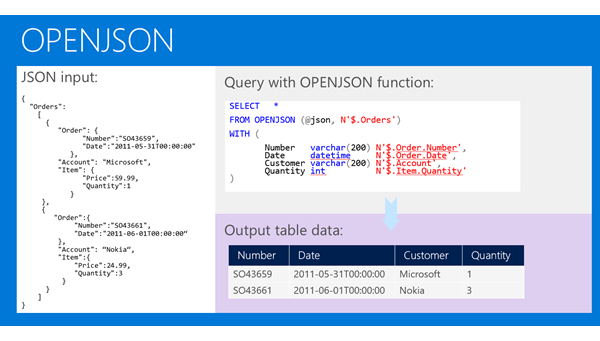 OPENJSON
JSON input:
{
"Orders":
[
{
"Order": {
"Number":"SO43659",
"Date":"2011-05-31T00:00:00"
},
"Account": "Microsoft",
"Item": {
"Price":59.99,
"Quantity":1
}
},
{
"Order":{
"Number":"SO43661",
"Date":"2011-06-01T00:00:00“
},
"Account": “Nokia“,
"Item":{
"Price":24.99,
"Quantity":3
}
}
]
}
Query with OPENJSON function:
SELECT *
FROM OPENJSON (@json, N'$.Orders')
WITH (
Number varchar(200) N'$.Order.Number',
Date datetime N'$.Order.Date',
Customer varchar(200) N'$.Account',
Quantity int N'$.Item.Quantity'
)
Output table data:
Number Date Customer Quantity
SO43659 2011-05-31T00:00:00 Microsoft 1
SO43661 2011-06-01T00:00:00 Nokia 3